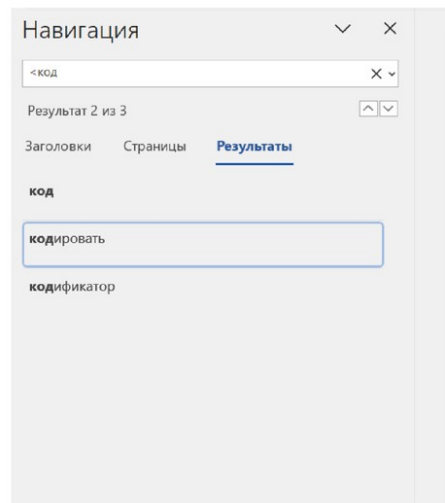 Навигация
<код
Результат 2 из 3
Заголовки Страницы Результаты
код
кодировать
кодификатор